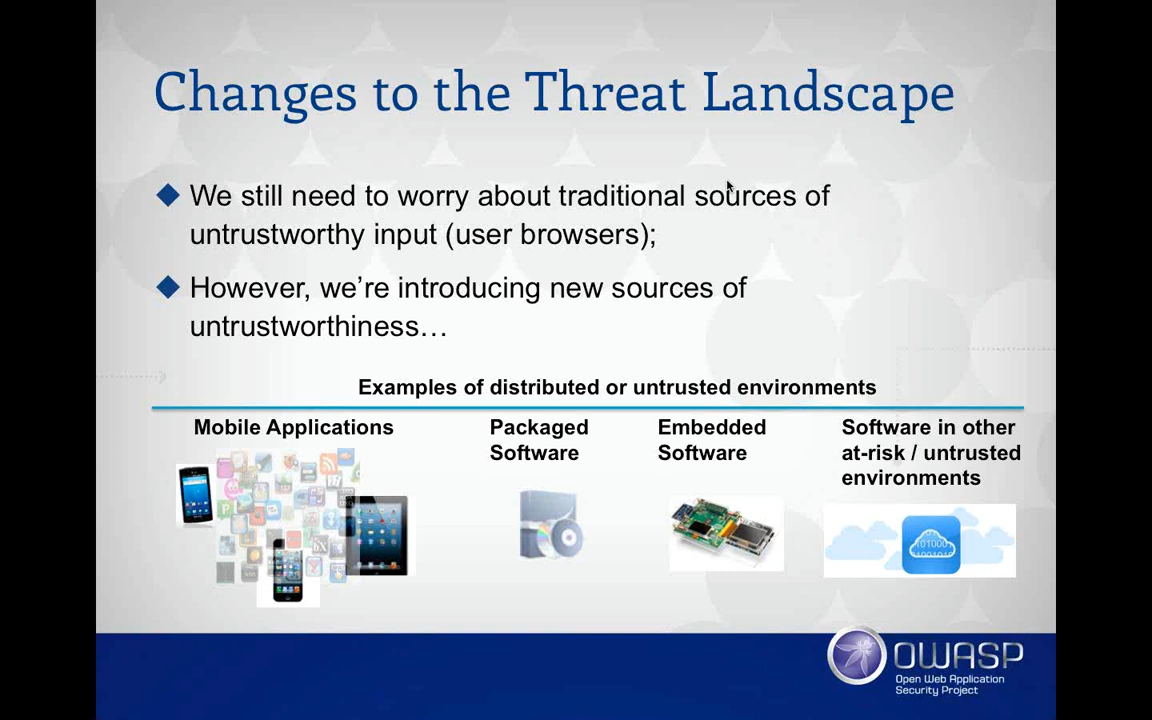 Changes to the Threat Landscape
We still need to worry about traditional sources of
untrustworthy input (user browsers);
However, we’re introducing new sources of
untrustworthiness…
Examples of distributed or untrusted environments
Mobile Applications
Packaged
Software
Embedded
Software
Software in other
at-risk / untrusted
environments
OWASP
Open Web Application
Security Project